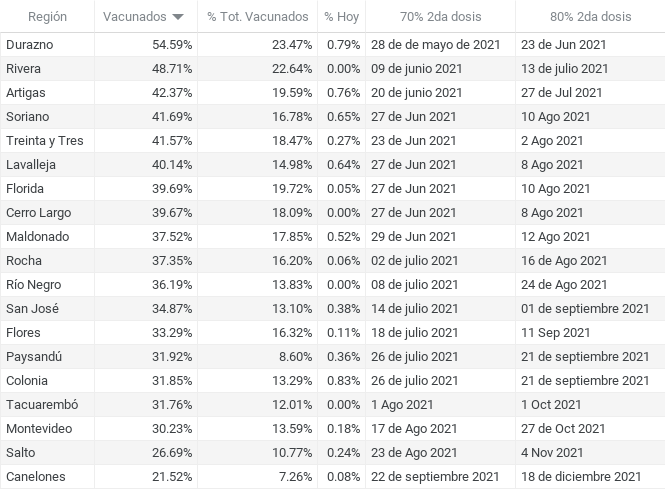 Región Vacunados % Tot. Vacunados % Hoy 70% 2da dosis 80% 2da dosis
Durazno 54.59% 23.47% 0.79% 28 de de mayo de 2021 23 de Jun 2021
Rivera 48.71% 22.64% 0.00% 09 de junio 2021 13 de julio 2021
Artigas 42.37% 19.59% 0.76% 20 de junio 2021 27 de Jul 2021
Soriano 41.69% 16.78% 0.65% 27 de Jun 2021 10 Ago 2021
Treinta y Tres 41.57% 18.47% 0.27% 23 de Jun 2021 2 Ago 2021
Lavalleja 40.14% 14.98% 0.64% 27 de Jun 2021 8 Ago 2021
Florida 39.69% 19.72% 0.05% 27 de Jun 2021 10 Ago 2021
Cerro Largo 39.67% 18.09% 0.00% 27 de Jun 2021 8 Ago 2021
Maldonado 37.52% 17.85% 0.52% 29 de Jun 2021 12 Ago 2021
Rocha 37.35% 16.20% 0.06% 02 de julio 2021 16 de Ago 2021
Río Negro 36.19% 13.83% 0.00% 08 de julio 2021 24 de Ago 2021
San José 34.87% 13.10% 0.38% 14 de julio 2021 01 de septiembre 2021
Flores 33.29% 16.32% 0.11% 18 de julio 2021 11 Sep 2021
Paysandú 31.92% 8.60% 0.36% 26 de julio 2021 21 de septiembre 2021
Colonia 31.85% 13.29% 0.83% 26 de julio 2021 21 de septiembre 2021
Tacuarembó 31.76% 12.01% 0.00% 1 Ago 2021 1 Oct 2021
Montevideo 30.23% 13.59% 0.18% 17 de Ago 2021 27 de Oct 2021
Salto 26.69% 10.77% 0.24% 23 de Ago 2021 4 Nov 2021
Canelones 21.52% 7.26% 0.08% 22 de septiembre 2021 18 de diciembre 2021